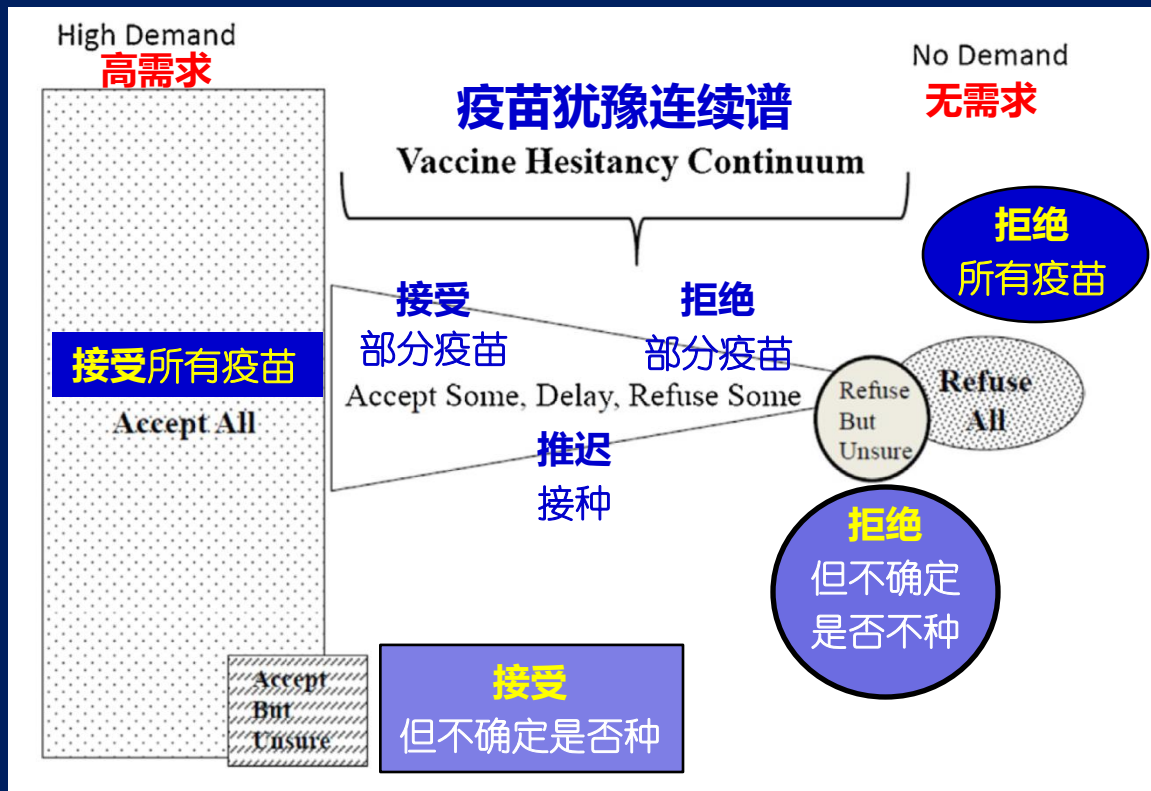 High Demand
高需求
No Demand
无需求
疫苗犹豫连续谱
Vaccine Hesitancy Continuum
拒绝
所有疫苗
接受
部分疫苗
拒绝
部分疫苗
接受所有疫苗
Accept All
Accept Some, Delay, Refuse Some
推迟
接种
Refuse
But
Unsure
Refuse
All
拒绝
但不确定
是否不种
Accept
But
Unsure
接受
但不确定是否种